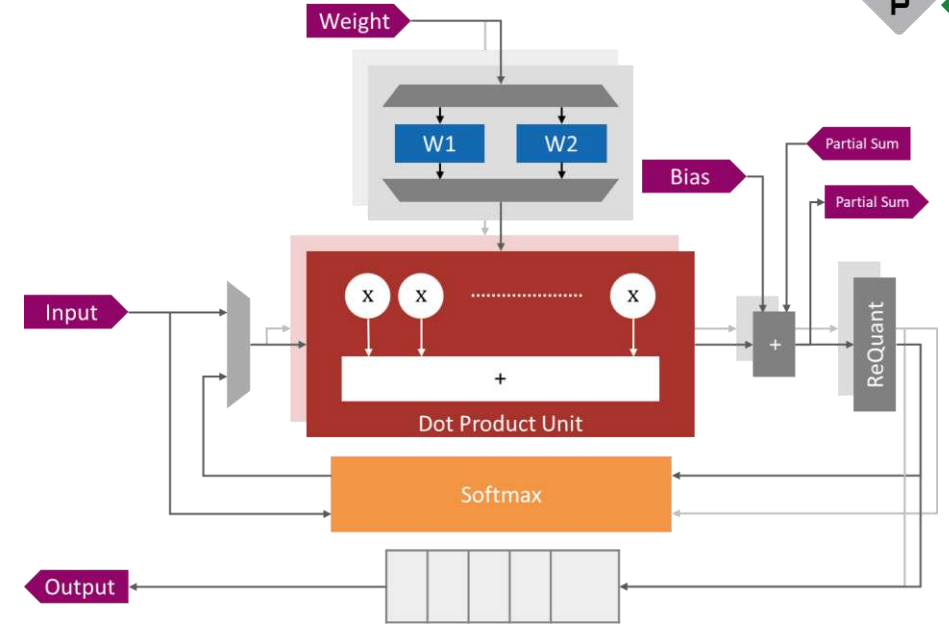 P
Weight
W1
W2
Partial Sum
Bias
Partial Sum
Input
x
x
x
+
+
ReQuant
Dot Product Unit
Softmax
Output